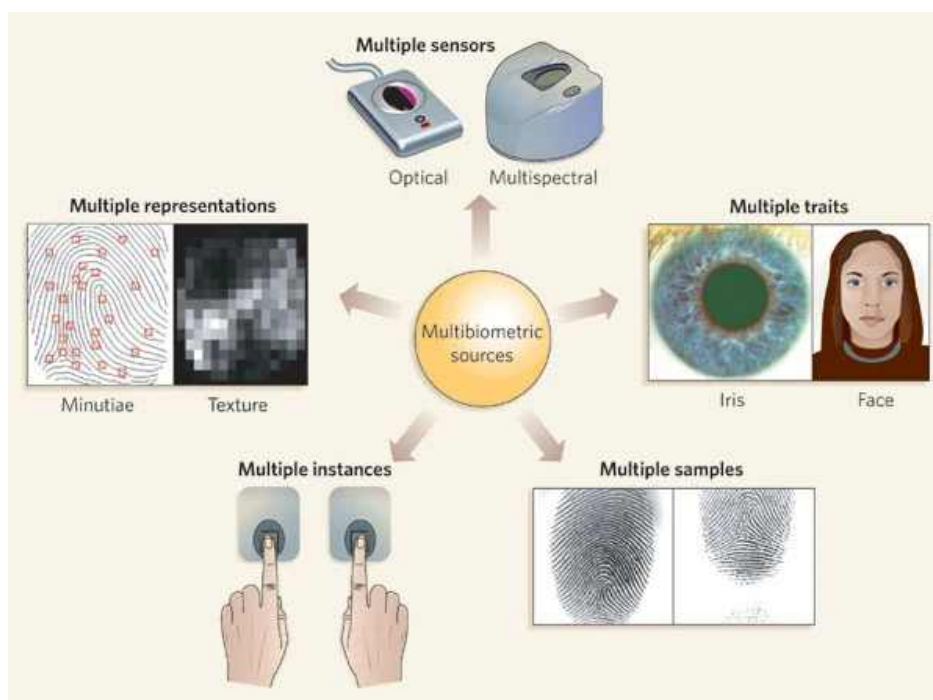 Multiple sensors
Optical
Multispectral
Multiple representations
Multiple traits
Multibiometric
sources
Minutiae
Texture
Iris
Face
Multiple instances
Multiple samples